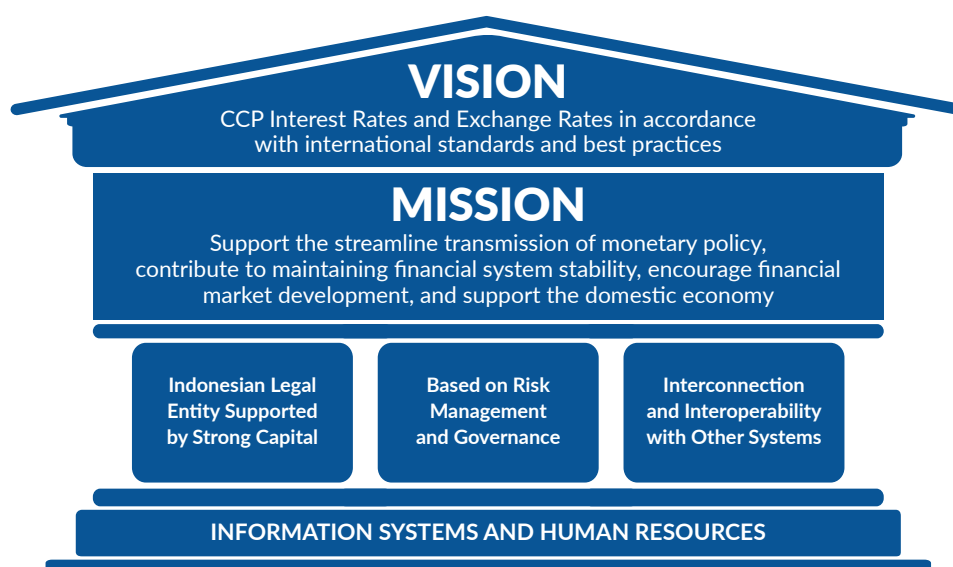 VISION
CCP Interest Rates and Exchange Rates in accordance
with international standards and best practices
MISSION
Support the streamline transmission of monetary policy,
contribute to maintaining financial system stability, encourage financial
market development, and support the domestic economy
Indonesian Legal
Entity Supported
by Strong Capital
Based on Risk
Management
and Governance
Interconnection
and Interoperability
with Other Systems
INFORMATION SYSTEMS AND HUMAN RESOURCES